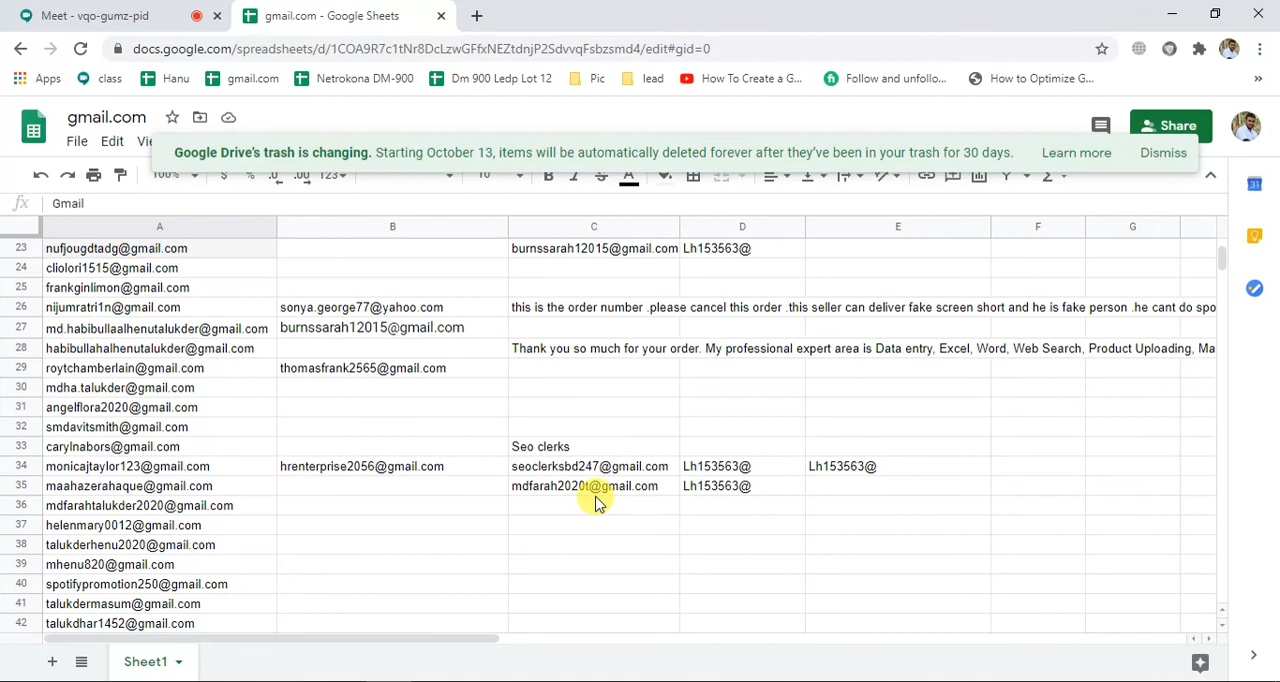 Meet - vqo-gumz-pid
gmail.com - Google Sheets
docs.google.com/spreadsheets/d/1COA9R7c1tNr8DcLzwGFfxNEZtdnjP2SdvvqFsbzsmd4/edit#gid=0
Apps class Hanu gmail.com Netrokona DM-900 Dm 900 Ledp Lot 12 Pic lead How To Create a G... Follow and unfollo... How to Optimize G...
gmail.com
Share
File Edit
Google Drive's trash is changing. Starting October 13, items will be automatically deleted forever after they've been in your trash for 30 days. Learn more Dismiss
fx Gmail
A B C D E F G
23 nufjougdtadg@gmail.com burnssarah12015@gmail.com Lh153563@
24 cliolori1515@gmail.com
25 frankginlimon@gmail.com
26 nijumratri1n@gmail.com sonya.george77@yahoo.com this is the order number .please cancel this order .this seller can deliver fake screen short and he is fake person .he cant do spo
27 md.habibullaalhenutalukder@gmail.com burnssarah12015@gmail.com
28 habibullahalhenutalukder@gmail.com Thank you so much for your order. My professional expert area is Data entry, Excel, Word, Web Search, Product Uploading, Ma
29 roytchamberlain@gmail.com thomasfrank2565@gmail.com
30 mdha.talukder@gmail.com
31 angelflora2020@gmail.com
32 smdavitsmith@gmail.com
33 carylnabors@gmail.com Seo clerks
34 monicajtaylor123@gmail.com hrenterprise2056@gmail.com seoclerksbd247@gmail.com Lh153563@ Lh153563@
35 maahazerahaque@gmail.com mdfarah2020t@gmail.com Lh153563@
36 mdfarahtalukder2020@gmail.com
37 helenmary0012@gmail.com
38 talukderhenu2020@gmail.com
39 mhenu820@gmail.com
40 spotifypromotion250@gmail.com
41 talukdermasum@gmail.com
42 talukdhar1452@gmail.com
Sheet1